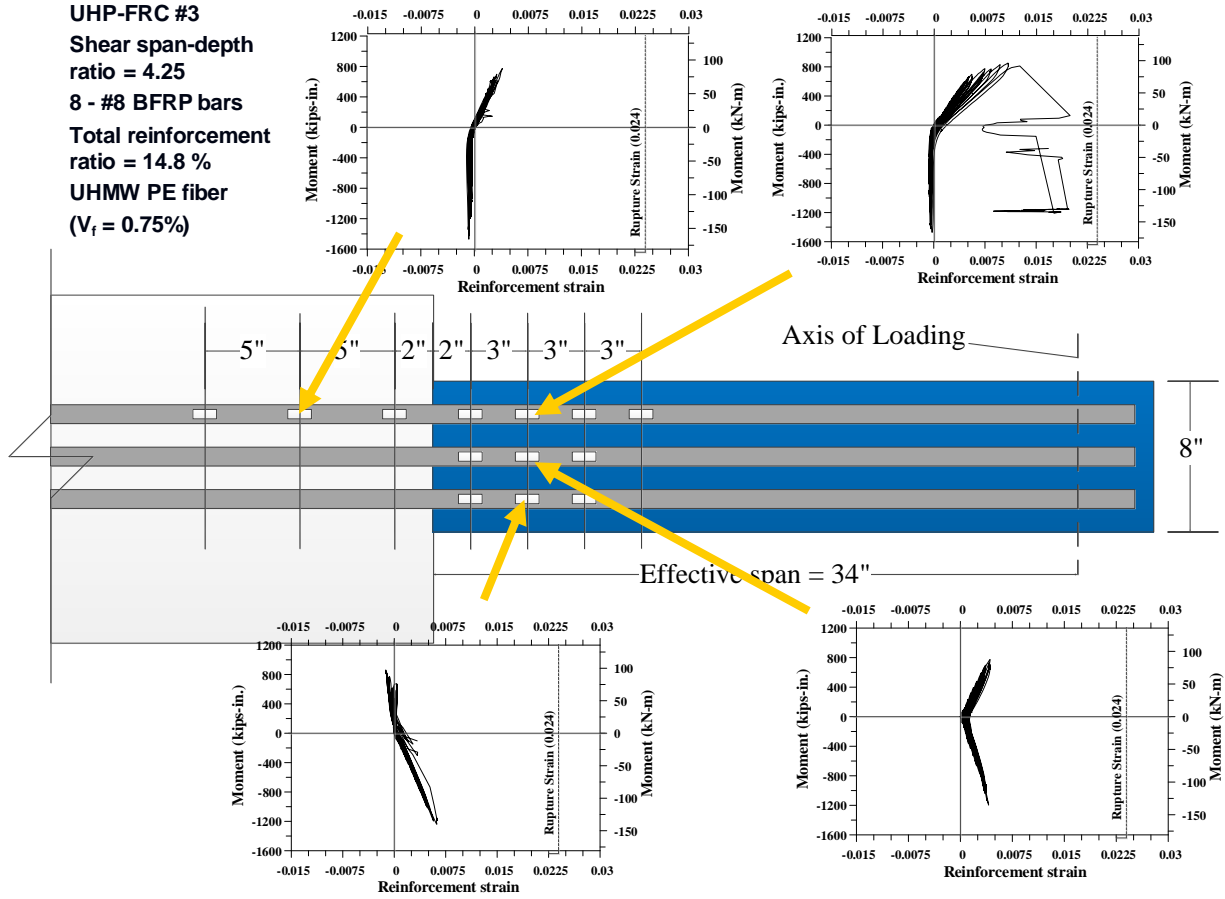 UHP-FRC #3
Shear span-depth
ratio = 4.25
8 - #8 BFRP bars
Total reinforcement
ratio = 14.8 %
UHMW PE fiber
(Vf = 0.75%)
-0.015 -0.0075 0 0.0075 0.015 0.0225 0.03
1200
800
400
0
-400
-800
-1200
-1600
Moment (kips-in.)
100
50
0
-50
-100
-150
Moment (kN-m)
Rupture Strain (0.024)
-0.015 -0.0075 0 0.0075 0.015 0.0225 0.03
Reinforcement strain
-0.015 -0.0075 0 0.0075 0.015 0.0225 0.03
1200
800
400
0
-400
-800
-1200
-1600
Moment (kips-in.)
100
50
0
-50
-100
-150
Moment (kN-m)
Rupture Strain (0.024)
-0.015 -0.0075 0 0.0075 0.015 0.0225 0.03
Reinforcement strain
5" 5" 2" 2" 3" 3" 3"
Axis of Loading
8"
Effective span = 34"
-0.015 -0.0075 0 0.0075 0.015 0.0225 0.03
1200
800
400
0
-400
-800
-1200
-1600
Moment (kips-in.)
100
50
0
-50
-100
-150
Moment (kN-m)
Rupture Strain (0.024)
-0.015 -0.0075 0 0.0075 0.015 0.0225 0.03
Reinforcement strain
-0.015 -0.0075 0 0.0075 0.015 0.0225 0.03
1200
800
400
0
-400
-800
-1200
-1600
Moment (kips-in.)
100
50
0
-50
-100
-150
Moment (kN-m)
Rupture Strain (0.024)
-0.015 -0.0075 0 0.0075 0.015 0.0225 0.03
Reinforcement strain